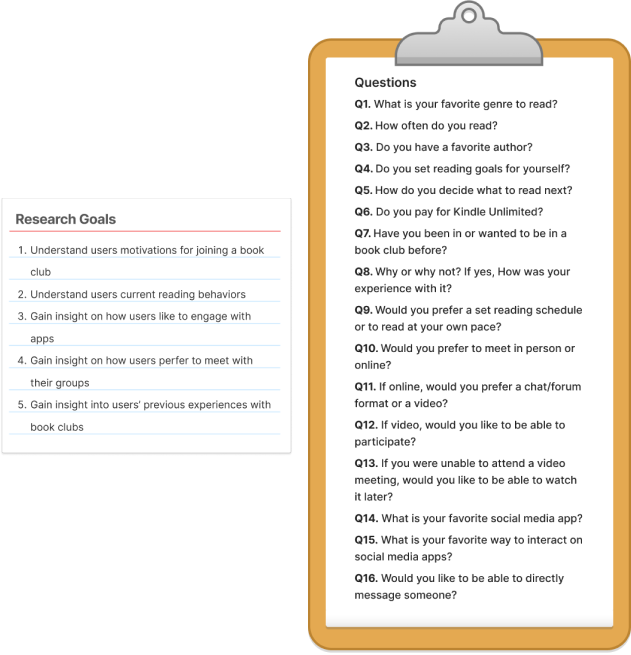 Research Goals
1. Understand users motivations for joining a book
club
2. Understand users current reading behaviors
3. Gain insight on how users like to engage with
apps
4. Gain insight on how users perfer to meet with
their groups
5. Gain insight into users' previous experiences with
book clubs
Questions
Q1. What is your favorite genre to read?
Q2. How often do you read?
Q3. Do you have a favorite author?
Q4. Do you set reading goals for yourself?
Q5. How do you decide what to read next?
Q6. Do you pay for Kindle Unlimited?
Q7. Have you been in or wanted to be in a
book club before?
Q8. Why or why not? If yes, How was your
experience with it?
Q9. Would you prefer a set reading schedule
or to read at your own pace?
Q10. Would you prefer to meet in person or
online?
Q11. If online, would you prefer a chat/forum
format or a video?
Q12. If video, would you like to be able to
participate?
Q13. If you were unable to attend a video
meeting, would you like to be able to watch
it later?
Q14. What is your favorite social media app?
Q15. What is your favorite way to interact on
social media apps?
Q16. Would you like to be able to directly
message someone?